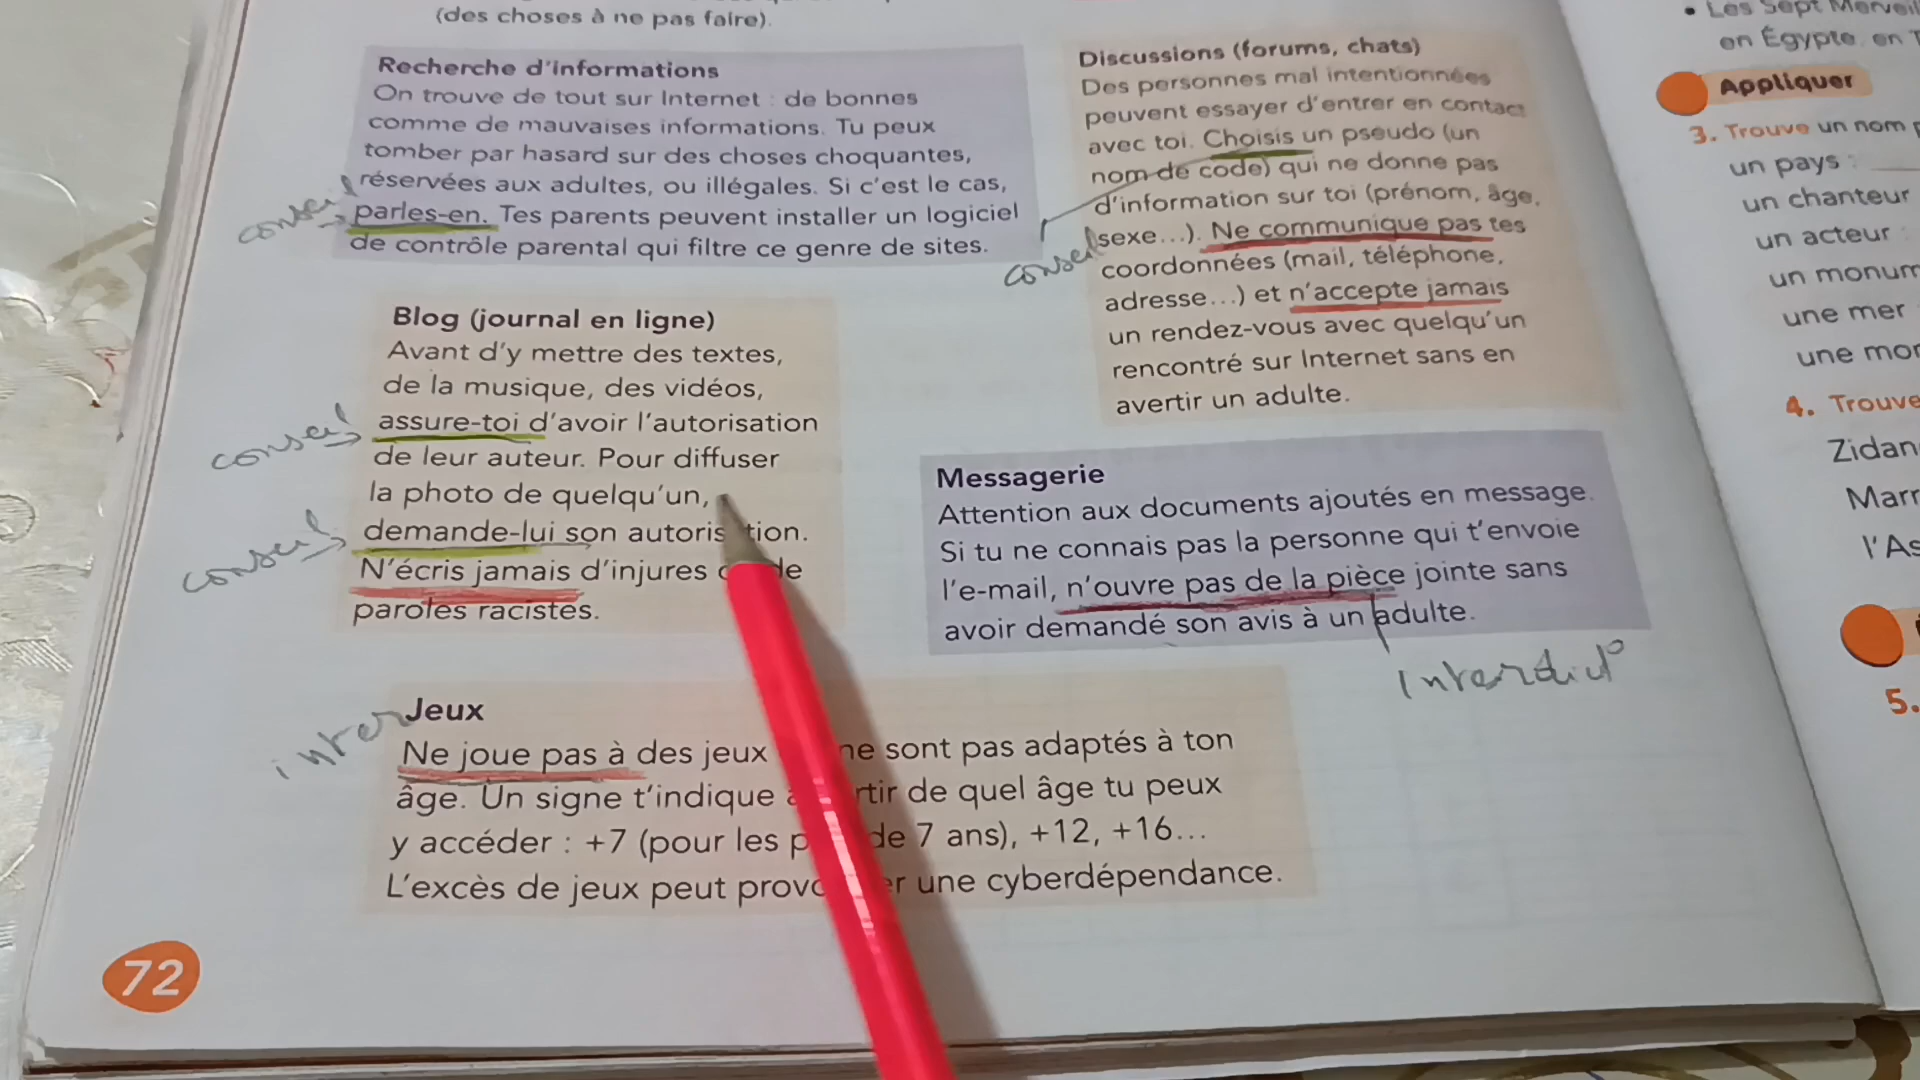 (des choses à ne pas faire).
Recherche d'informations
On trouve de tout sur Internet : de bonnes
comme de mauvaises informations. Tu peux
tomber par hasard sur des choses choquantes,
réservées aux adultes, ou illégales. Si c'est le cas,
parles-en. Tes parents peuvent installer un logiciel
de contrôle parental qui filtre ce genre de sites.
conseil
Blog (journal en ligne)
Avant d'y mettre des textes,
de la musique, des vidéos,
assure-toi d'avoir l'autorisation
de leur auteur. Pour diffuser
la photo de quelqu'un,
demande-lui son autoris tion.
N'écris jamais d'injures de
paroles racistes.
conseil
conseil
Discussions (forums, chats)
Des personnes mal intentionnées
peuvent essayer d'entrer en contact
avec toi. Choisis un pseudo (un
nom de code) qui ne donne pas
d'information sur toi (prénom, âge,
sexe...). Ne communique pas tes
coordonnées (mail, téléphone,
adresse...) et n'accepte jamais
un rendez-vous avec quelqu'un
rencontré sur Internet sans en
avertir un adulte.
conseil
Messagerie
Attention aux documents ajoutés en message.
Si tu ne connais pas la personne qui t'envoie
l'e-mail, n'ouvre pas de la pièce jointe sans
avoir demandé son avis à un adulte.
Interdit
Jeux
inter
Ne joue pas à des jeux ne sont pas adaptés à ton
âge. Un signe t'indique à rtir de quel âge tu peux
y accéder : +7 (pour les p de 7 ans), +12, +16...
L'excès de jeux peut provo er une cyberdépendance.
72
• Les Sept Merveil
en Égypte, en T
Appliquer
3. Trouve un nom p
un pays :
un chanteur
un acteur :
un monum
une mer
une mon
4. Trouve
Zidan
Marr
l'As
5.